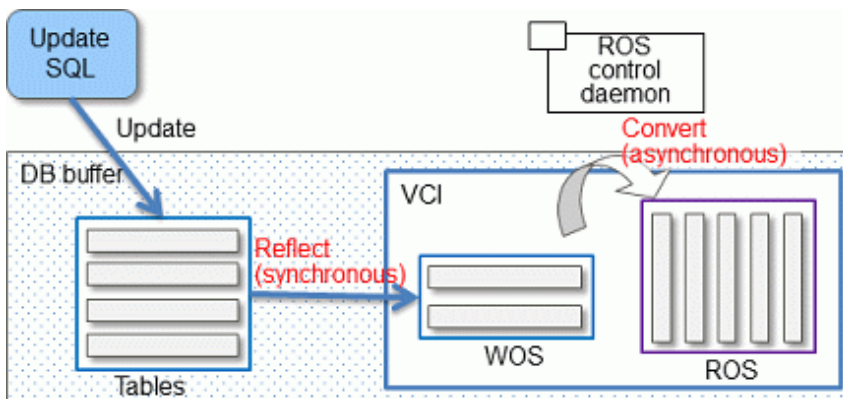 Update
SQL
ROS
control
daemon
Update
Convert
(asynchronous)
DB buffer
VCI
Reflect
(synchronous)
WOS
ROS
Tables